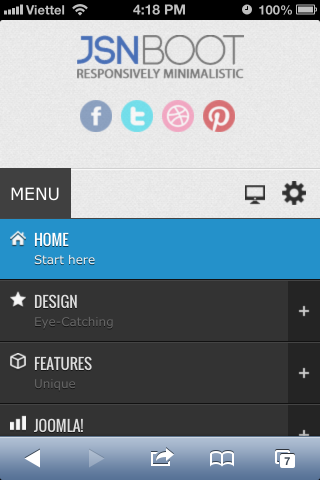 Viettel 4:18 PM 100%
JSNBOOT
RESPONSIVELY MINIMALISTIC
MENU
HOME
Start here
DESIGN
Eye-Catching
+
FEATURES
Unique
+
JOOMLA!
+
7